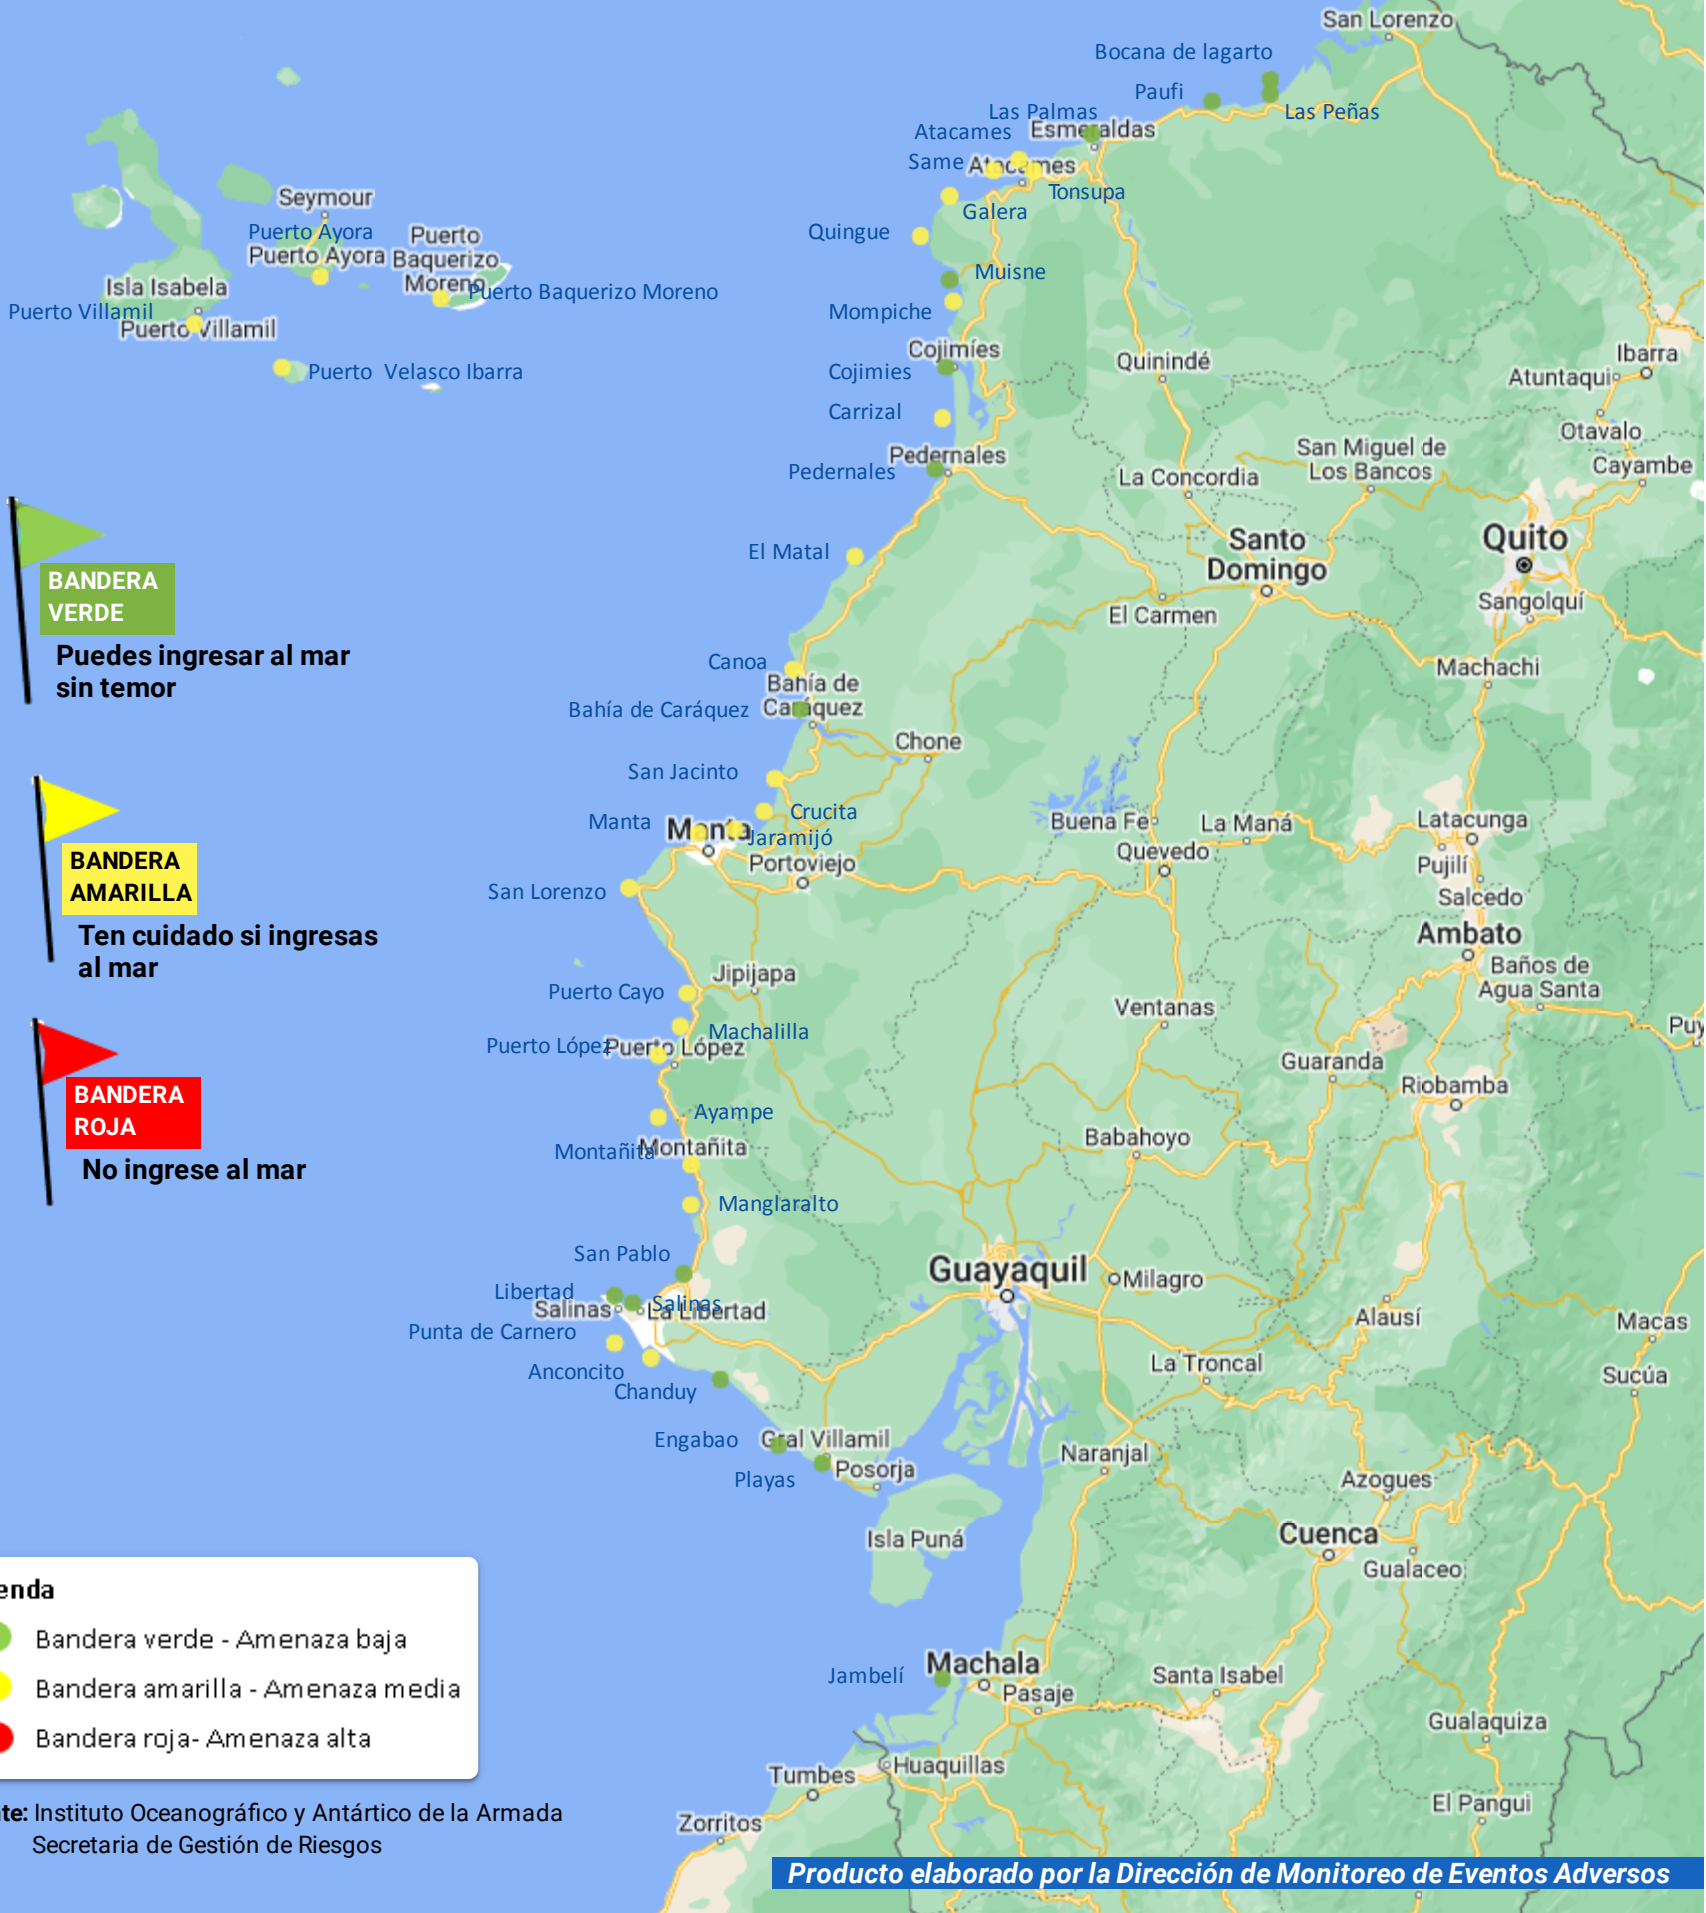 San Lorenzo
Bocana de lagarto
Paufi
Las Palmas
Las Peñas
Atacames
Esmeraldas
Same
Atacames
Tonsupa
Seymour
Galera
Puerto Ayora
Quingue
Puerto Ayora
Puerto
Baquerizo
Moreno
Muisne
Isla Isabela
Puerto Baquerizo Moreno
Puerto Villamil
Mompiche
Puerto Villamil
Cojimíes
Quinindé
Ibarra
Puerto Velasco Ibarra
Cojimies
Atuntaqui
Carrizal
Otavalo
Pedernales
San Miguel de
Los Bancos
Cayambe
Pedernales
La Concordia
Quito
Santo
Domingo
El Matal
BANDERA
VERDE
El Carmen
Sangolquí
Puedes ingresar al mar
sin temor
Canoa
Machachi
Bahía de
Caráquez
Bahía de Caráquez
Chone
San Jacinto
Crucita
Manta
Manta
Jaramijó
Buena Fe
La Maná
Latacunga
BANDERA
AMARILLA
Portoviejo
Quevedo
Pujilí
San Lorenzo
Salcedo
Ten cuidado si ingresas
al mar
Ambato
Jipijapa
Baños de
Agua Santa
Puerto Cayo
Ventanas
Machalilla
Puy
Puerto López
Puerto López
Guaranda
BANDERA
ROJA
Riobamba
Ayampe
Montañita
Montañita
Babahoyo
No ingrese al mar
Manglaralto
San Pablo
Guayaquil
Milagro
Libertad
Salinas
Salinas
La Libertad
Alausí
Macas
Punta de Carnero
Anconcito
La Troncal
Sucúa
Chanduy
Engabao
Gral Villamil
Naranjal
Playas
Posorja
Azogues
Isla Puná
Cuenca
Gualaceo
enda
Bandera verde - Amenaza baja
Bandera amarilla - Amenaza media
Bandera roja- Amenaza alta
Jambelí
Machala
Pasaje
Santa Isabel
Gualaquiza
Huaquillas
Tumbes
El Pangui
Zorritos
te: Instituto Oceanográfico y Antártico de la Armada
Secretaria de Gestión de Riesgos
Producto elaborado por la Dirección de Monitoreo de Eventos Adversos